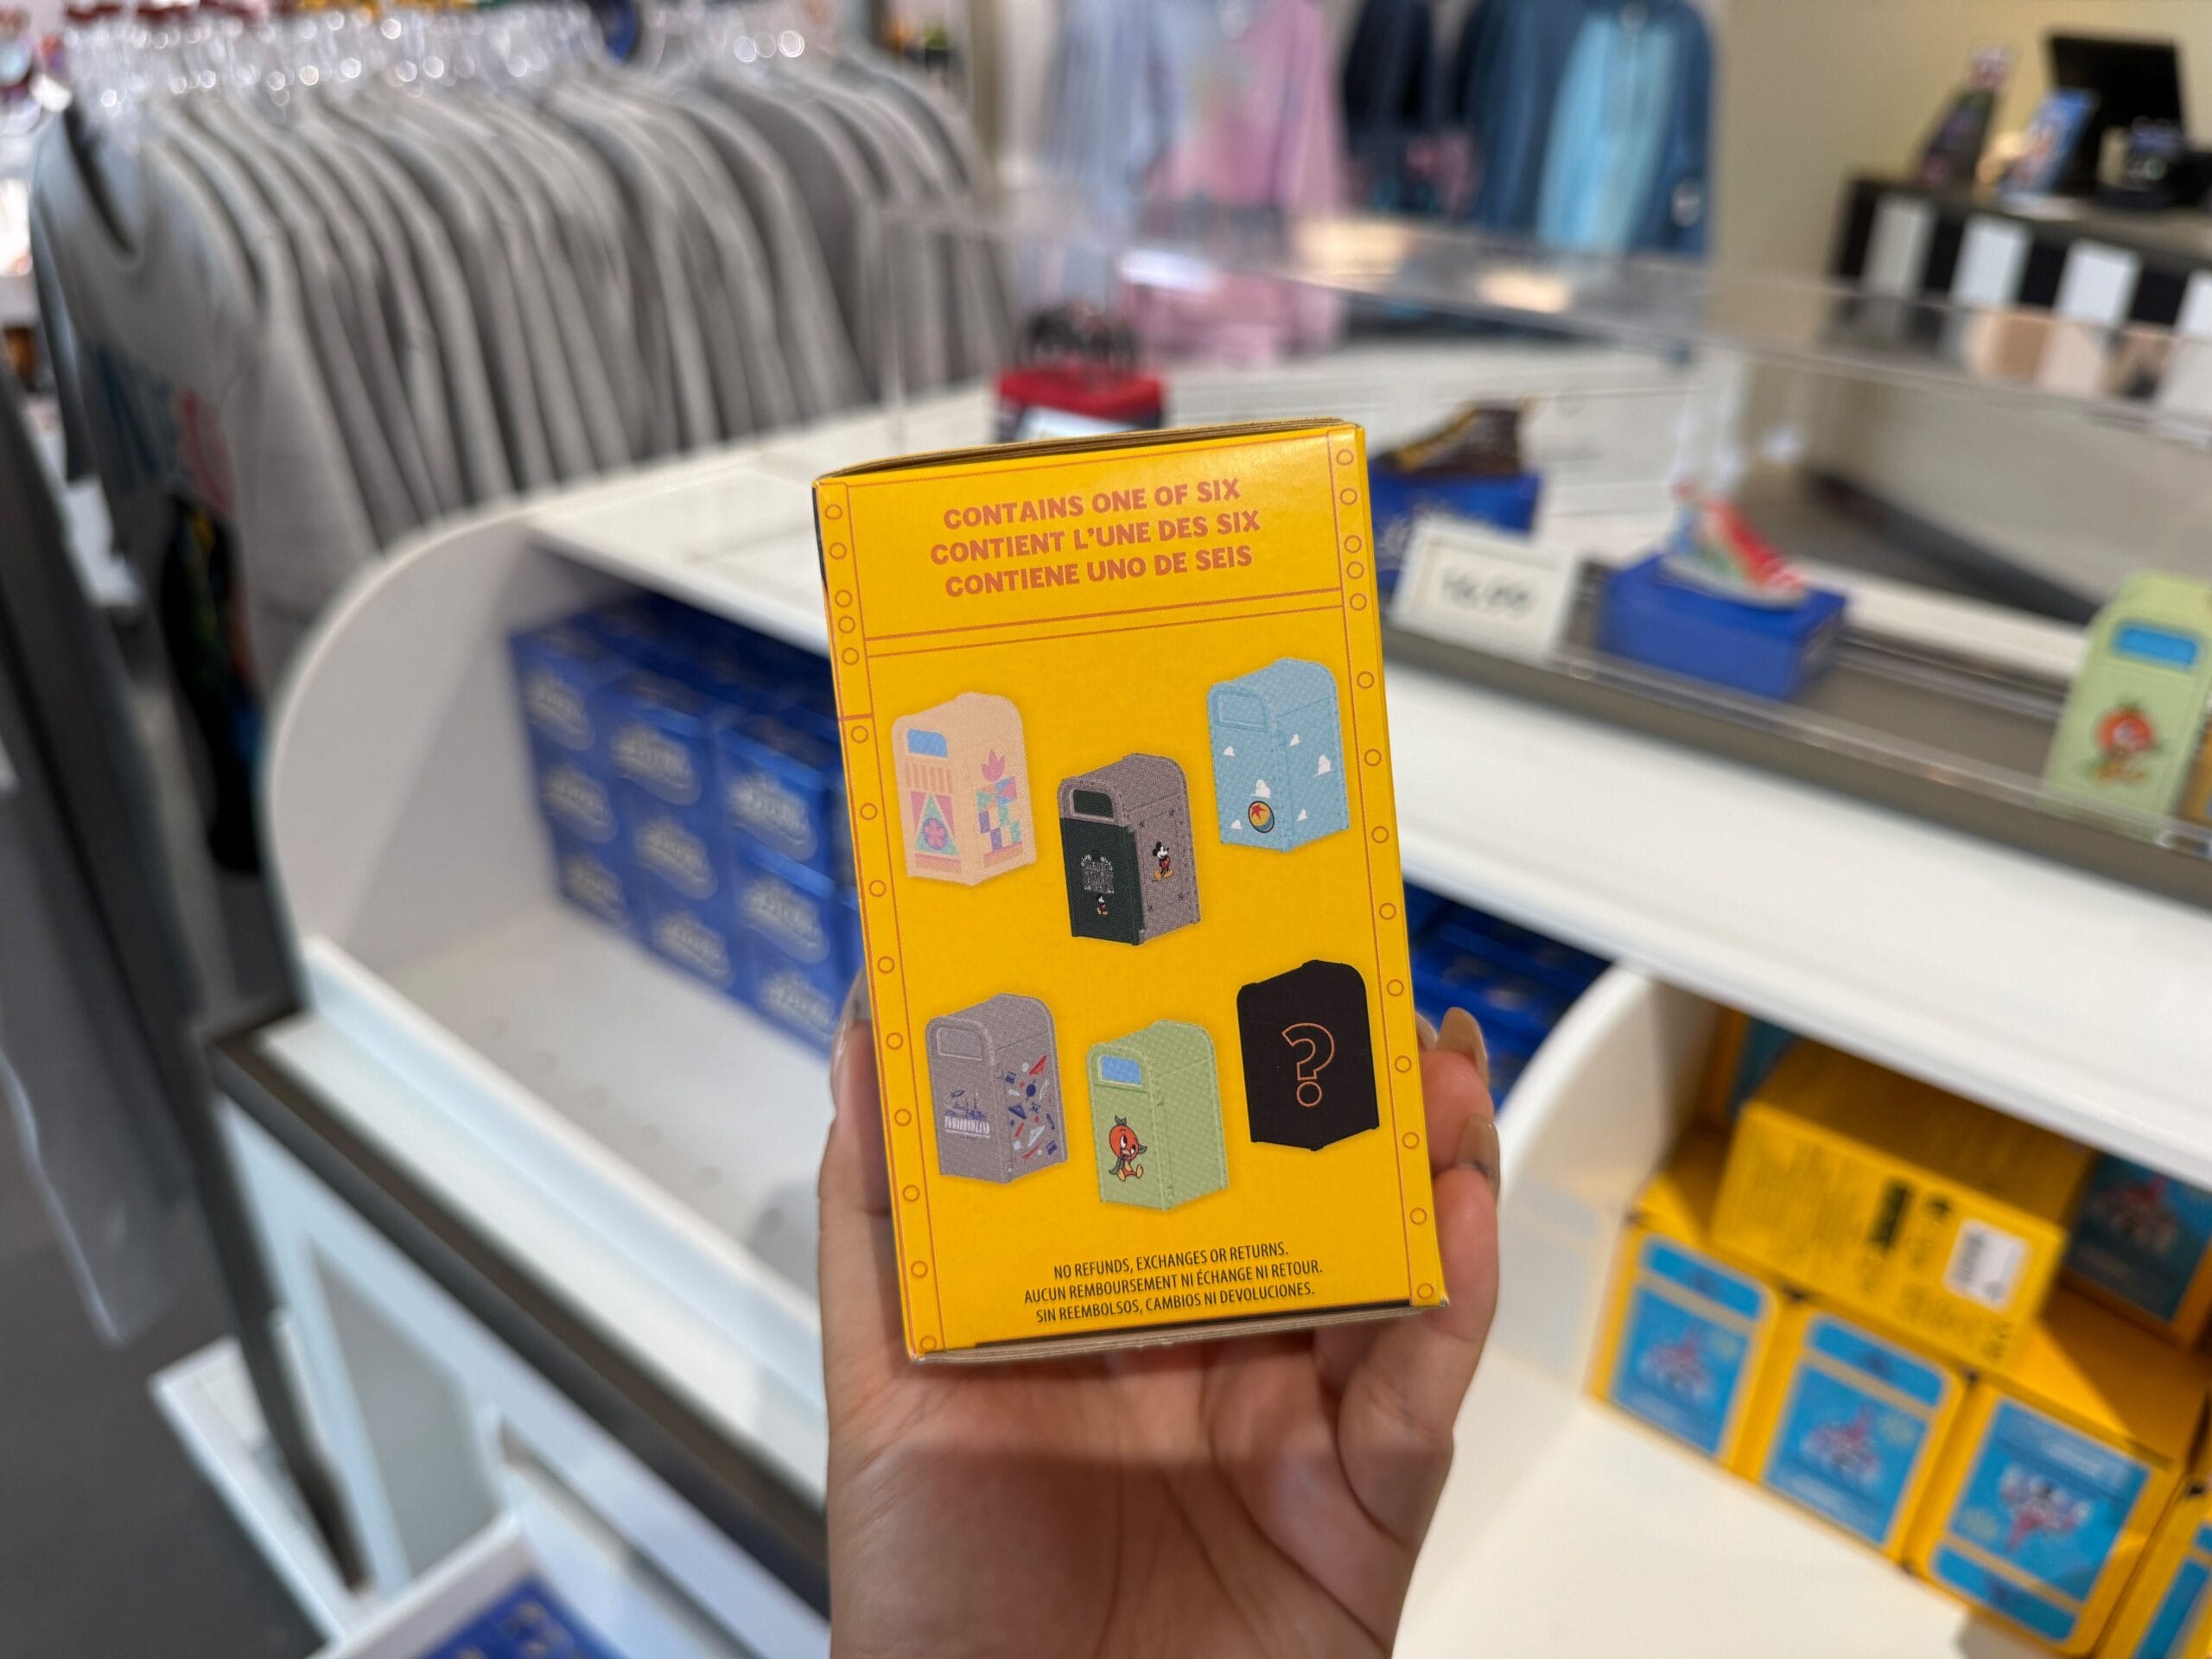 CONTAINS ONE OF SIX
CONTIENT L'UNE DES SIX
CONTIENE UNO DE SEIS
?
TOMORROWLAND
NO REFUNDS, EXCHANGES OR RETURNS.
AUCUN REMBOURSEMENT NI ÉCHANGE NI RETOUR.
SIN REEMBOLSOS, CAMBIOS NI DEVOLUCIONES.